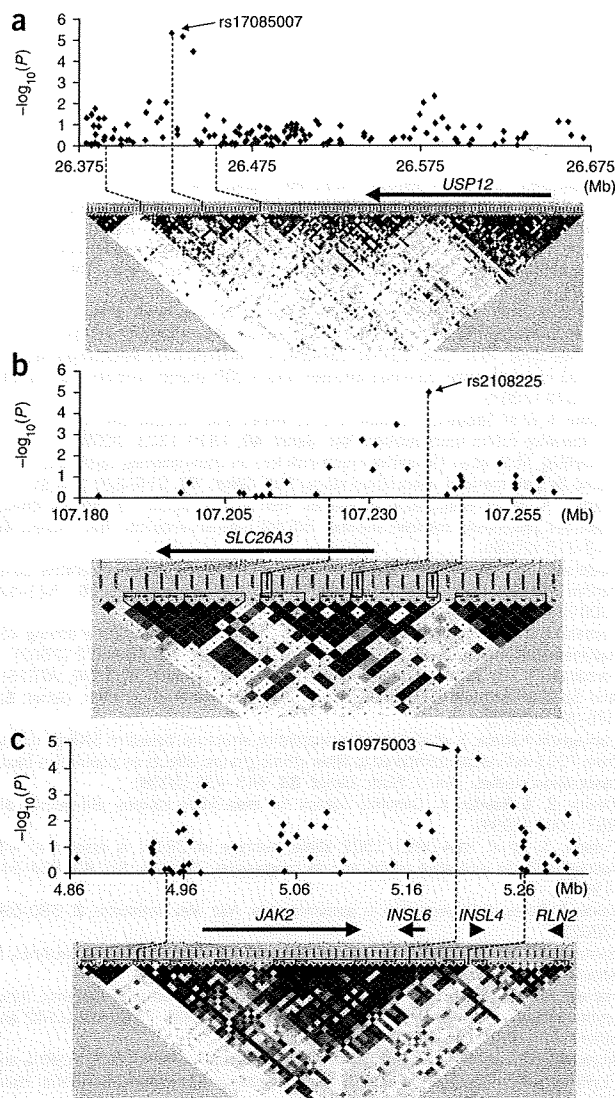 a
rs17085007
−log10(P)
6
5
4
3
2
1
0
26.375 26.475 26.575 26.675
(Mb)
USP12
b
rs2108225
−log10(P)
5
4
3
2
1
0
107.180 107.205 107.230 107.255 (Mb)
SLC26A3
c
rs10975003
−log10(P)
5
4
3
2
1
0
4.86 4.96 5.06 5.16 5.26 (Mb)
JAK2 INSL6 INSL4 RLN2